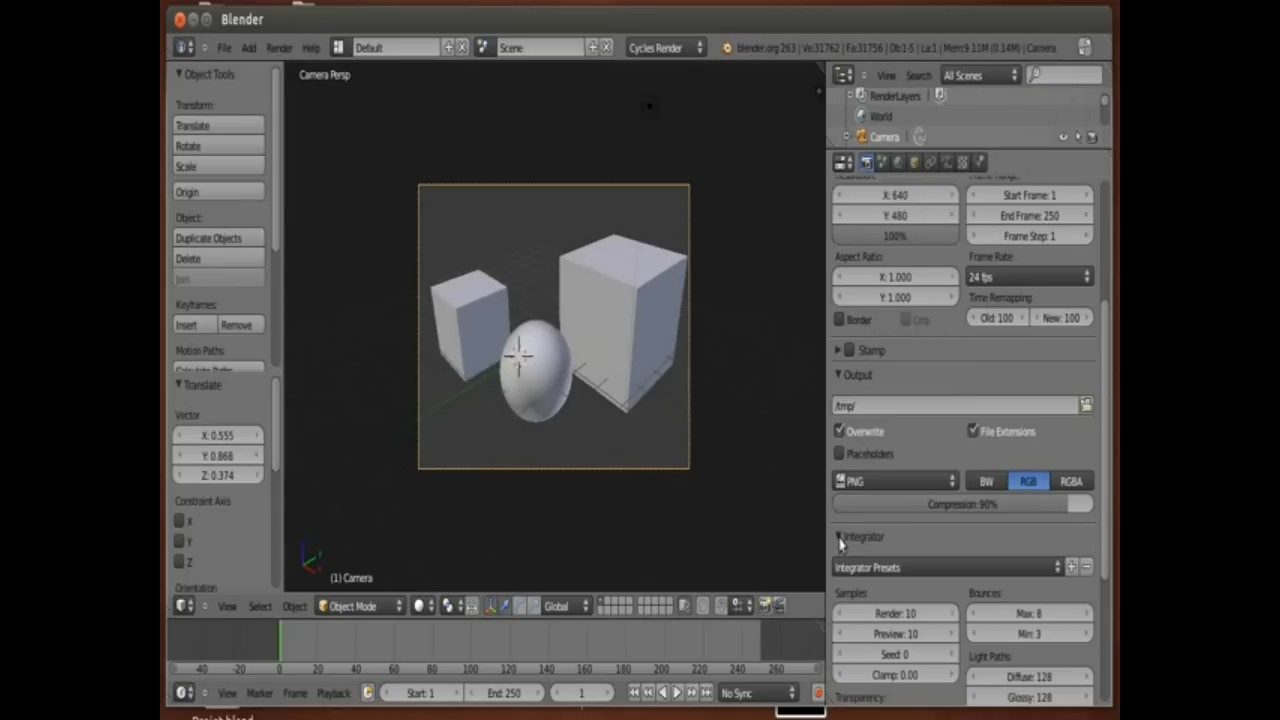 Blender
File Add Render Help Default Scene Cycles Render blender.org 263 | Ve:31762 | Fa:31756 | Ob:1-5 | La:1 | Mem:9.11M (0.14M) | Camera
Object Tools
Transform:
Translate
Rotate
Scale
Origin
Object:
Duplicate Objects
Delete
Join
Keyframes:
Insert Remove
Motion Paths:
Calculate Paths
Translate
Vector
X: 0.555
Y: 0.868
Z: 0.374
Constraint Axis
X
Y
Z
Orientation
Camera Persp
(1) Camera
View Select Object Object Mode Global
-40 -20 0 20 40 60 80 100 120 140 160 180 200 220 240 260
View Marker Frame Playback Start: 1 End: 250 1 No Sync
View Search All Scenes
RenderLayers
World
Camera
Resolution: Frame Range:
X: 640 Start Frame: 1
Y: 480 End Frame: 250
100% Frame Step: 1
Aspect Ratio: Frame Rate:
X: 1.000 24 fps
Y: 1.000 Time Remapping:
Border Crop Old: 100 New: 100
Stamp
Output
/tmp/
Overwrite File Extensions
Placeholders
PNG BW RGB RGBA
Compression: 90%
Integrator
Integrator Presets
Samples: Bounces:
Render: 10 Max: 8
Preview: 10 Min: 3
Seed: 0 Light Paths:
Clamp: 0.00 Diffuse: 128
Transparency: Glossy: 128